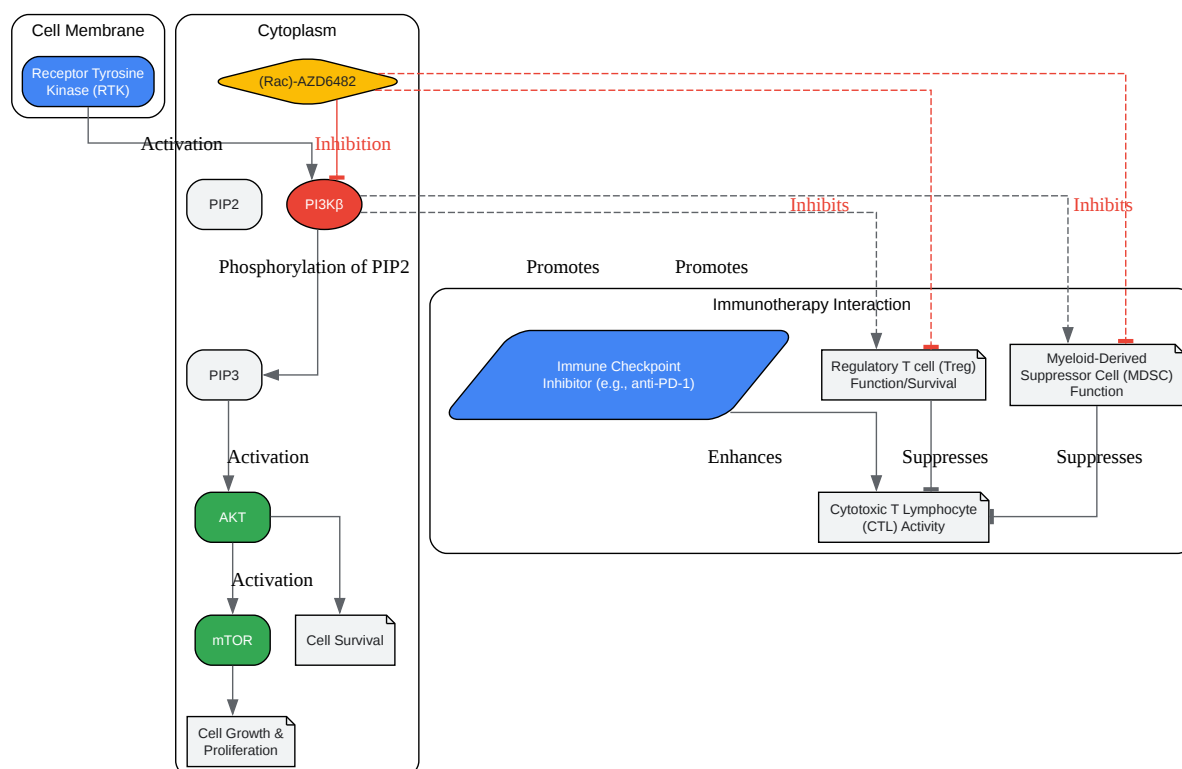 Cell Membrane
Cytoplasm
Receptor Tyrosine
Kinase (RTK)
(Rac)-AZD6482
Activation
Inhibition
PIP2
PI3Kβ
Inhibits
Inhibits
Phosphorylation of PIP2
Promotes
Promotes
Immunotherapy Interaction
PIP3
Immune Checkpoint
Inhibitor (e.g., anti-PD-1)
Regulatory T cell (Treg)
Function/Survival
Myeloid-Derived
Suppressor Cell (MDSC)
Function
Activation
Enhances
Suppresses
Suppresses
AKT
Cytotoxic T Lymphocyte
(CTL) Activity
Activation
mTOR
Cell Survival
Cell Growth &
Proliferation